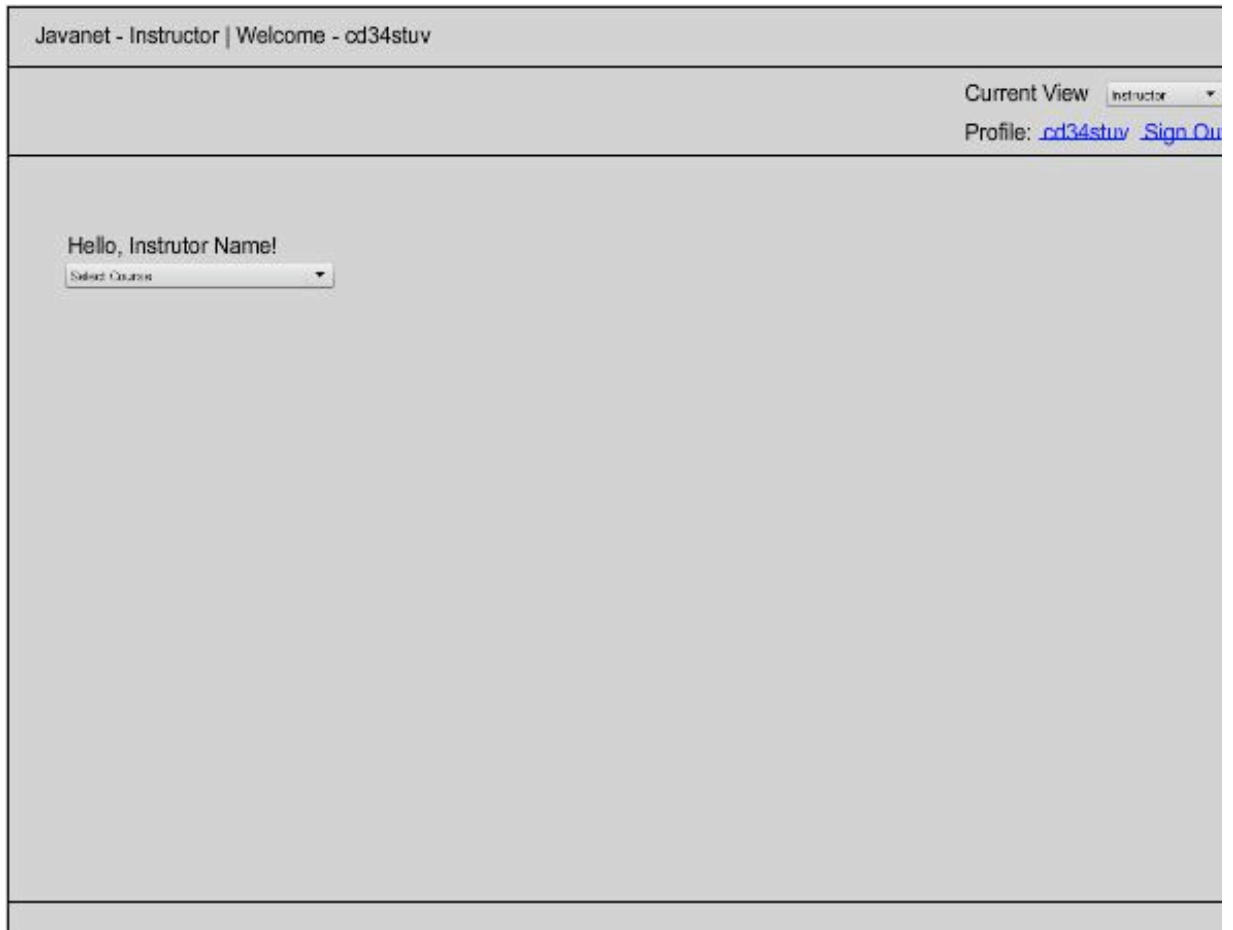 Javanet - Instructor | Welcome - cd34stuv
Current View Instructor
Profile: cd34stuv Sign Ou
Hello, Instrutor Name!
Select Course